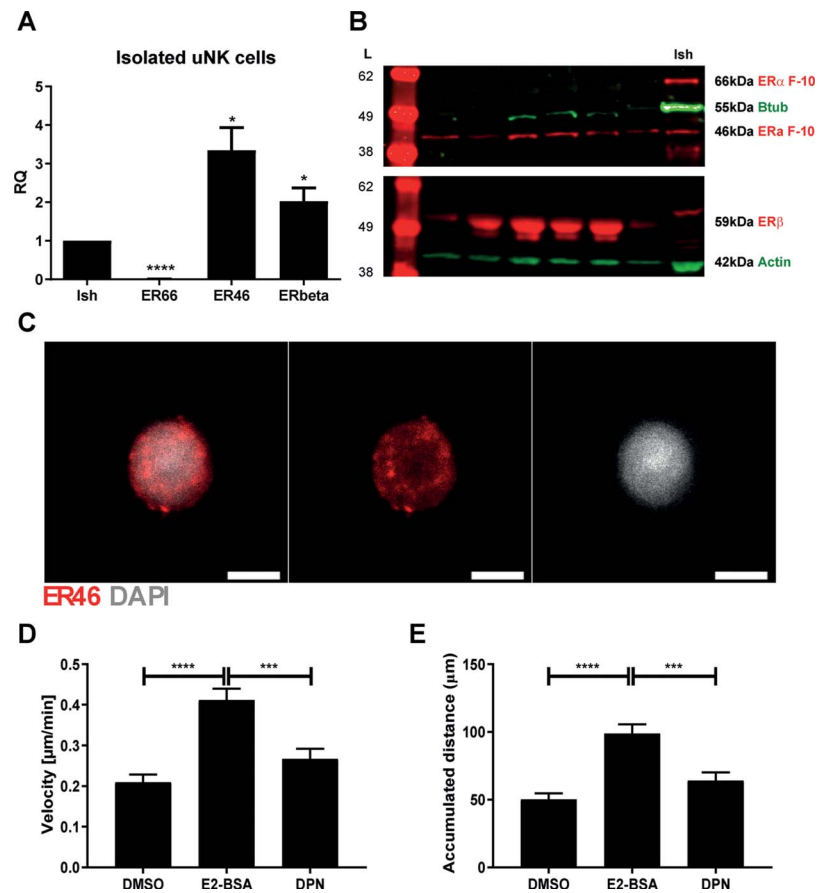 A
Isolated uNK cells
5
4
3
2
1
0
RQ
*
*
****
Ish ER66 ER46 ERbeta
B
L Ish
62
49
38
66kDa ERα F-10
55kDa Btub
46kDa ERa F-10
62
49
38
59kDa ERβ
42kDa Actin
C
ER46 DAPI
D
**** ***
0.5
0.4
0.3
0.2
0.1
0.0
Velocity [µm/min]
DMSO E2-BSA DPN
E
**** ***
150
100
50
0
Accumulated distance (µm)
DMSO E2-BSA DPN